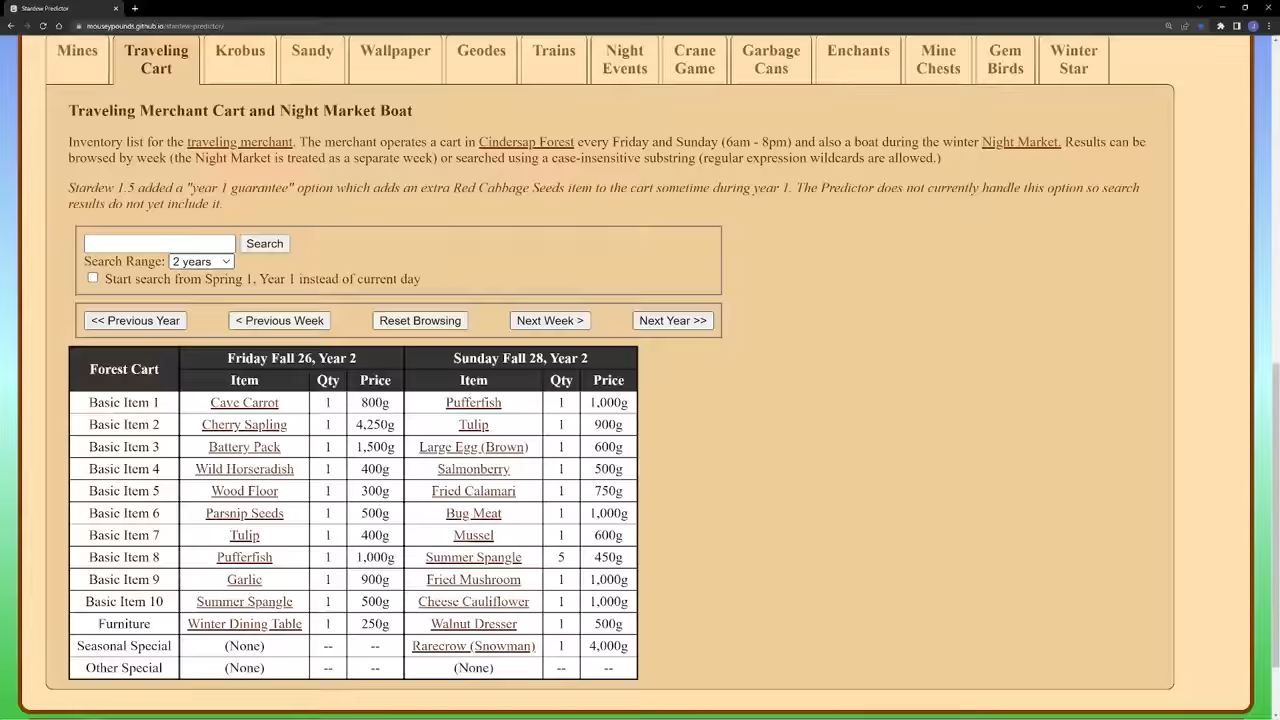 Stardew Predictor
mouseypounds.github.io/stardew-predictor/
Mines
Traveling Cart
Krobus
Sandy
Wallpaper
Geodes
Trains
Night Events
Crane Game
Garbage Cans
Enchants
Mine Chests
Gem Birds
Winter Star
Traveling Merchant Cart and Night Market Boat
Inventory list for the traveling merchant. The merchant operates a cart in Cindersap Forest every Friday and Sunday (6am - 8pm) and also a boat during the winter Night Market. Results can be
browsed by week (the Night Market is treated as a separate week) or searched using a case-insensitive substring (regular expression wildcards are allowed.)
Stardew 1.5 added a "year 1 guarantee" option which adds an extra Red Cabbage Seeds item to the cart sometime during year 1. The Predictor does not currently handle this option so search
results do not yet include it.
Search
Search Range: 2 years
Start search from Spring 1, Year 1 instead of current day
<< Previous Year < Previous Week Reset Browsing Next Week > Next Year >>
Forest Cart Friday Fall 26, Year 2 Sunday Fall 28, Year 2
Item Qty Price Item Qty Price
Basic Item 1 Cave Carrot 1 800g Pufferfish 1 1,000g
Basic Item 2 Cherry Sapling 1 4,250g Tulip 1 900g
Basic Item 3 Battery Pack 1 1,500g Large Egg (Brown) 1 600g
Basic Item 4 Wild Horseradish 1 400g Salmonberry 1 500g
Basic Item 5 Wood Floor 1 300g Fried Calamari 1 750g
Basic Item 6 Parsnip Seeds 1 500g Bug Meat 1 1,000g
Basic Item 7 Tulip 1 400g Mussel 1 600g
Basic Item 8 Pufferfish 1 1,000g Summer Spangle 5 450g
Basic Item 9 Garlic 1 900g Fried Mushroom 1 1,000g
Basic Item 10 Summer Spangle 1 500g Cheese Cauliflower 1 1,000g
Furniture Winter Dining Table 1 250g Walnut Dresser 1 500g
Seasonal Special (None) -- -- Rarecrow (Snowman) 1 4,000g
Other Special (None) -- -- (None) -- --